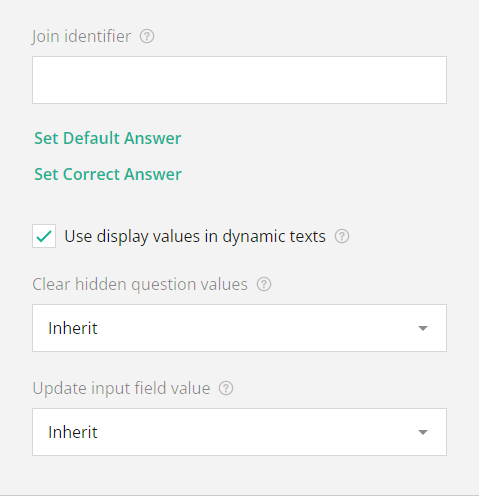 Join identifier
Set Default Answer
Set Correct Answer
Use display values in dynamic texts
Clear hidden question values
Inherit
Update input field value
Inherit